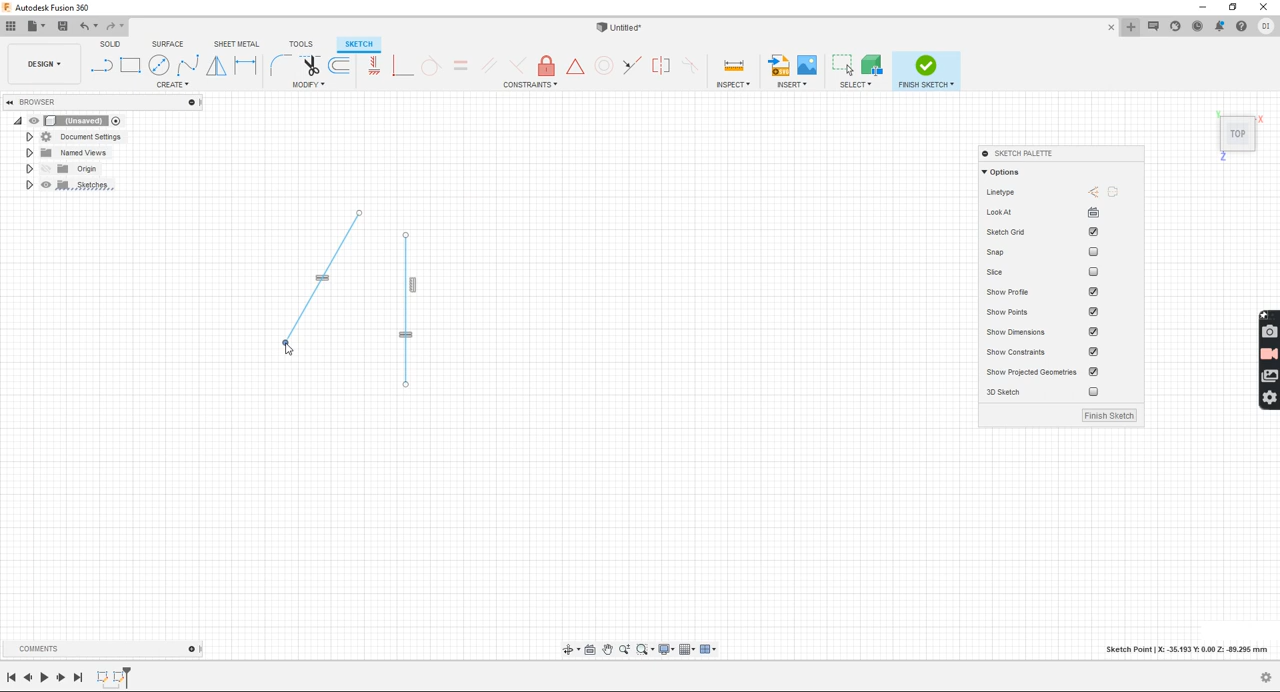 Autodesk Fusion 360
Untitled*
DI
SOLID SURFACE SHEET METAL TOOLS SKETCH
DESIGN
CREATE MODIFY CONSTRAINTS INSPECT INSERT SELECT FINISH SKETCH
BROWSER
(Unsaved)
Document Settings
Named Views
Origin
Sketches
TOP
X
Y
Z
SKETCH PALETTE
Options
Linetype
Look At
Sketch Grid
Snap
Slice
Show Profile
Show Points
Show Dimensions
Show Constraints
Show Projected Geometries
3D Sketch
Finish Sketch
COMMENTS
Sketch Point | X: -35.193 Y: 0.00 Z: -89.295 mm